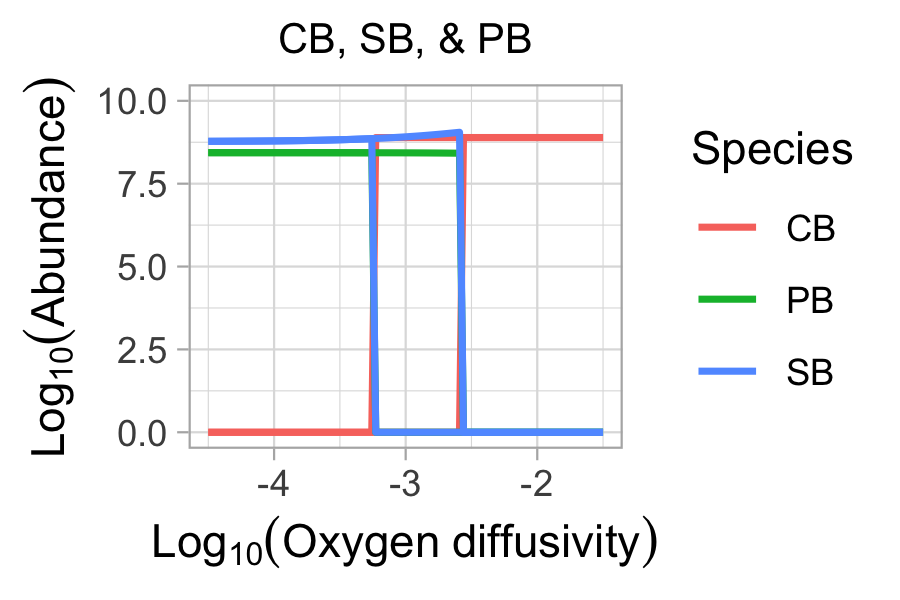 CB, SB, & PB
Log10(Abundance)
10.0
7.5
5.0
2.5
0.0
-4
-3
-2
Log10(Oxygen diffusivity)
Species
CB
PB
SB